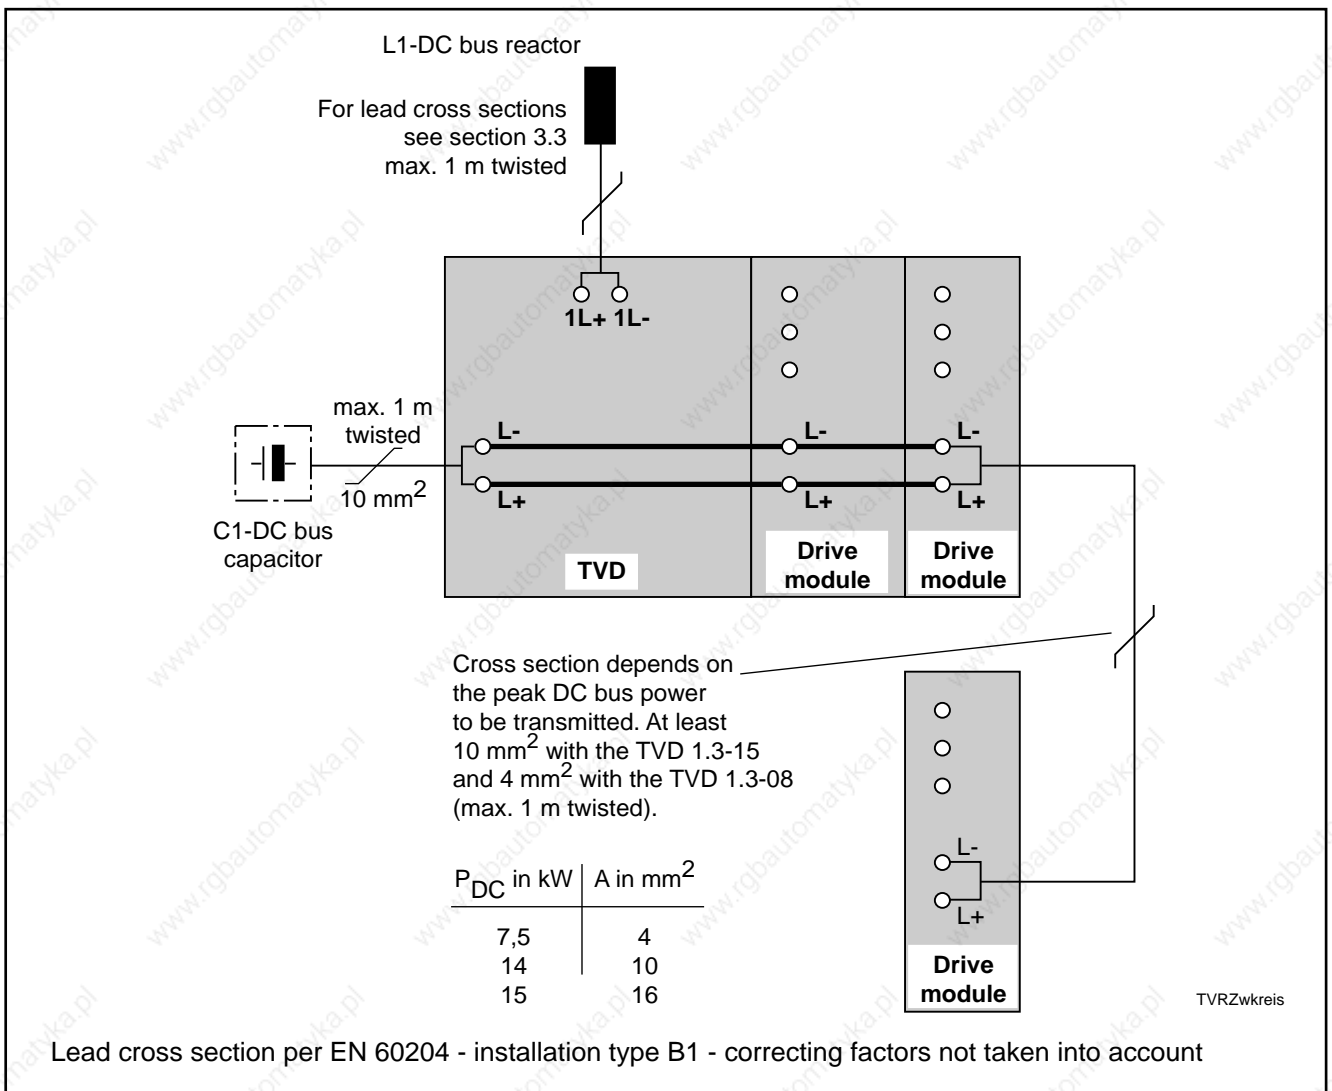 L1-DC bus reactor
For lead cross sections
see section 3.3
max. 1 m twisted
1L+ 1L-
max. 1 m
twisted
10 mm2
C1-DC bus
capacitor
L-
L+
TVD
L-
L+
Drive
module
L-
L+
Drive
module
Cross section depends on
the peak DC bus power
to be transmitted. At least
10 mm2 with the TVD 1.3-15
and 4 mm2 with the TVD 1.3-08
(max. 1 m twisted).
PDC in kW A in mm2
7,5 4
14 10
15 16
L-
L+
Drive
module
TVRZwkreis
Lead cross section per EN 60204 - installation type B1 - correcting factors not taken into account
www.rgbautomatyka.pl